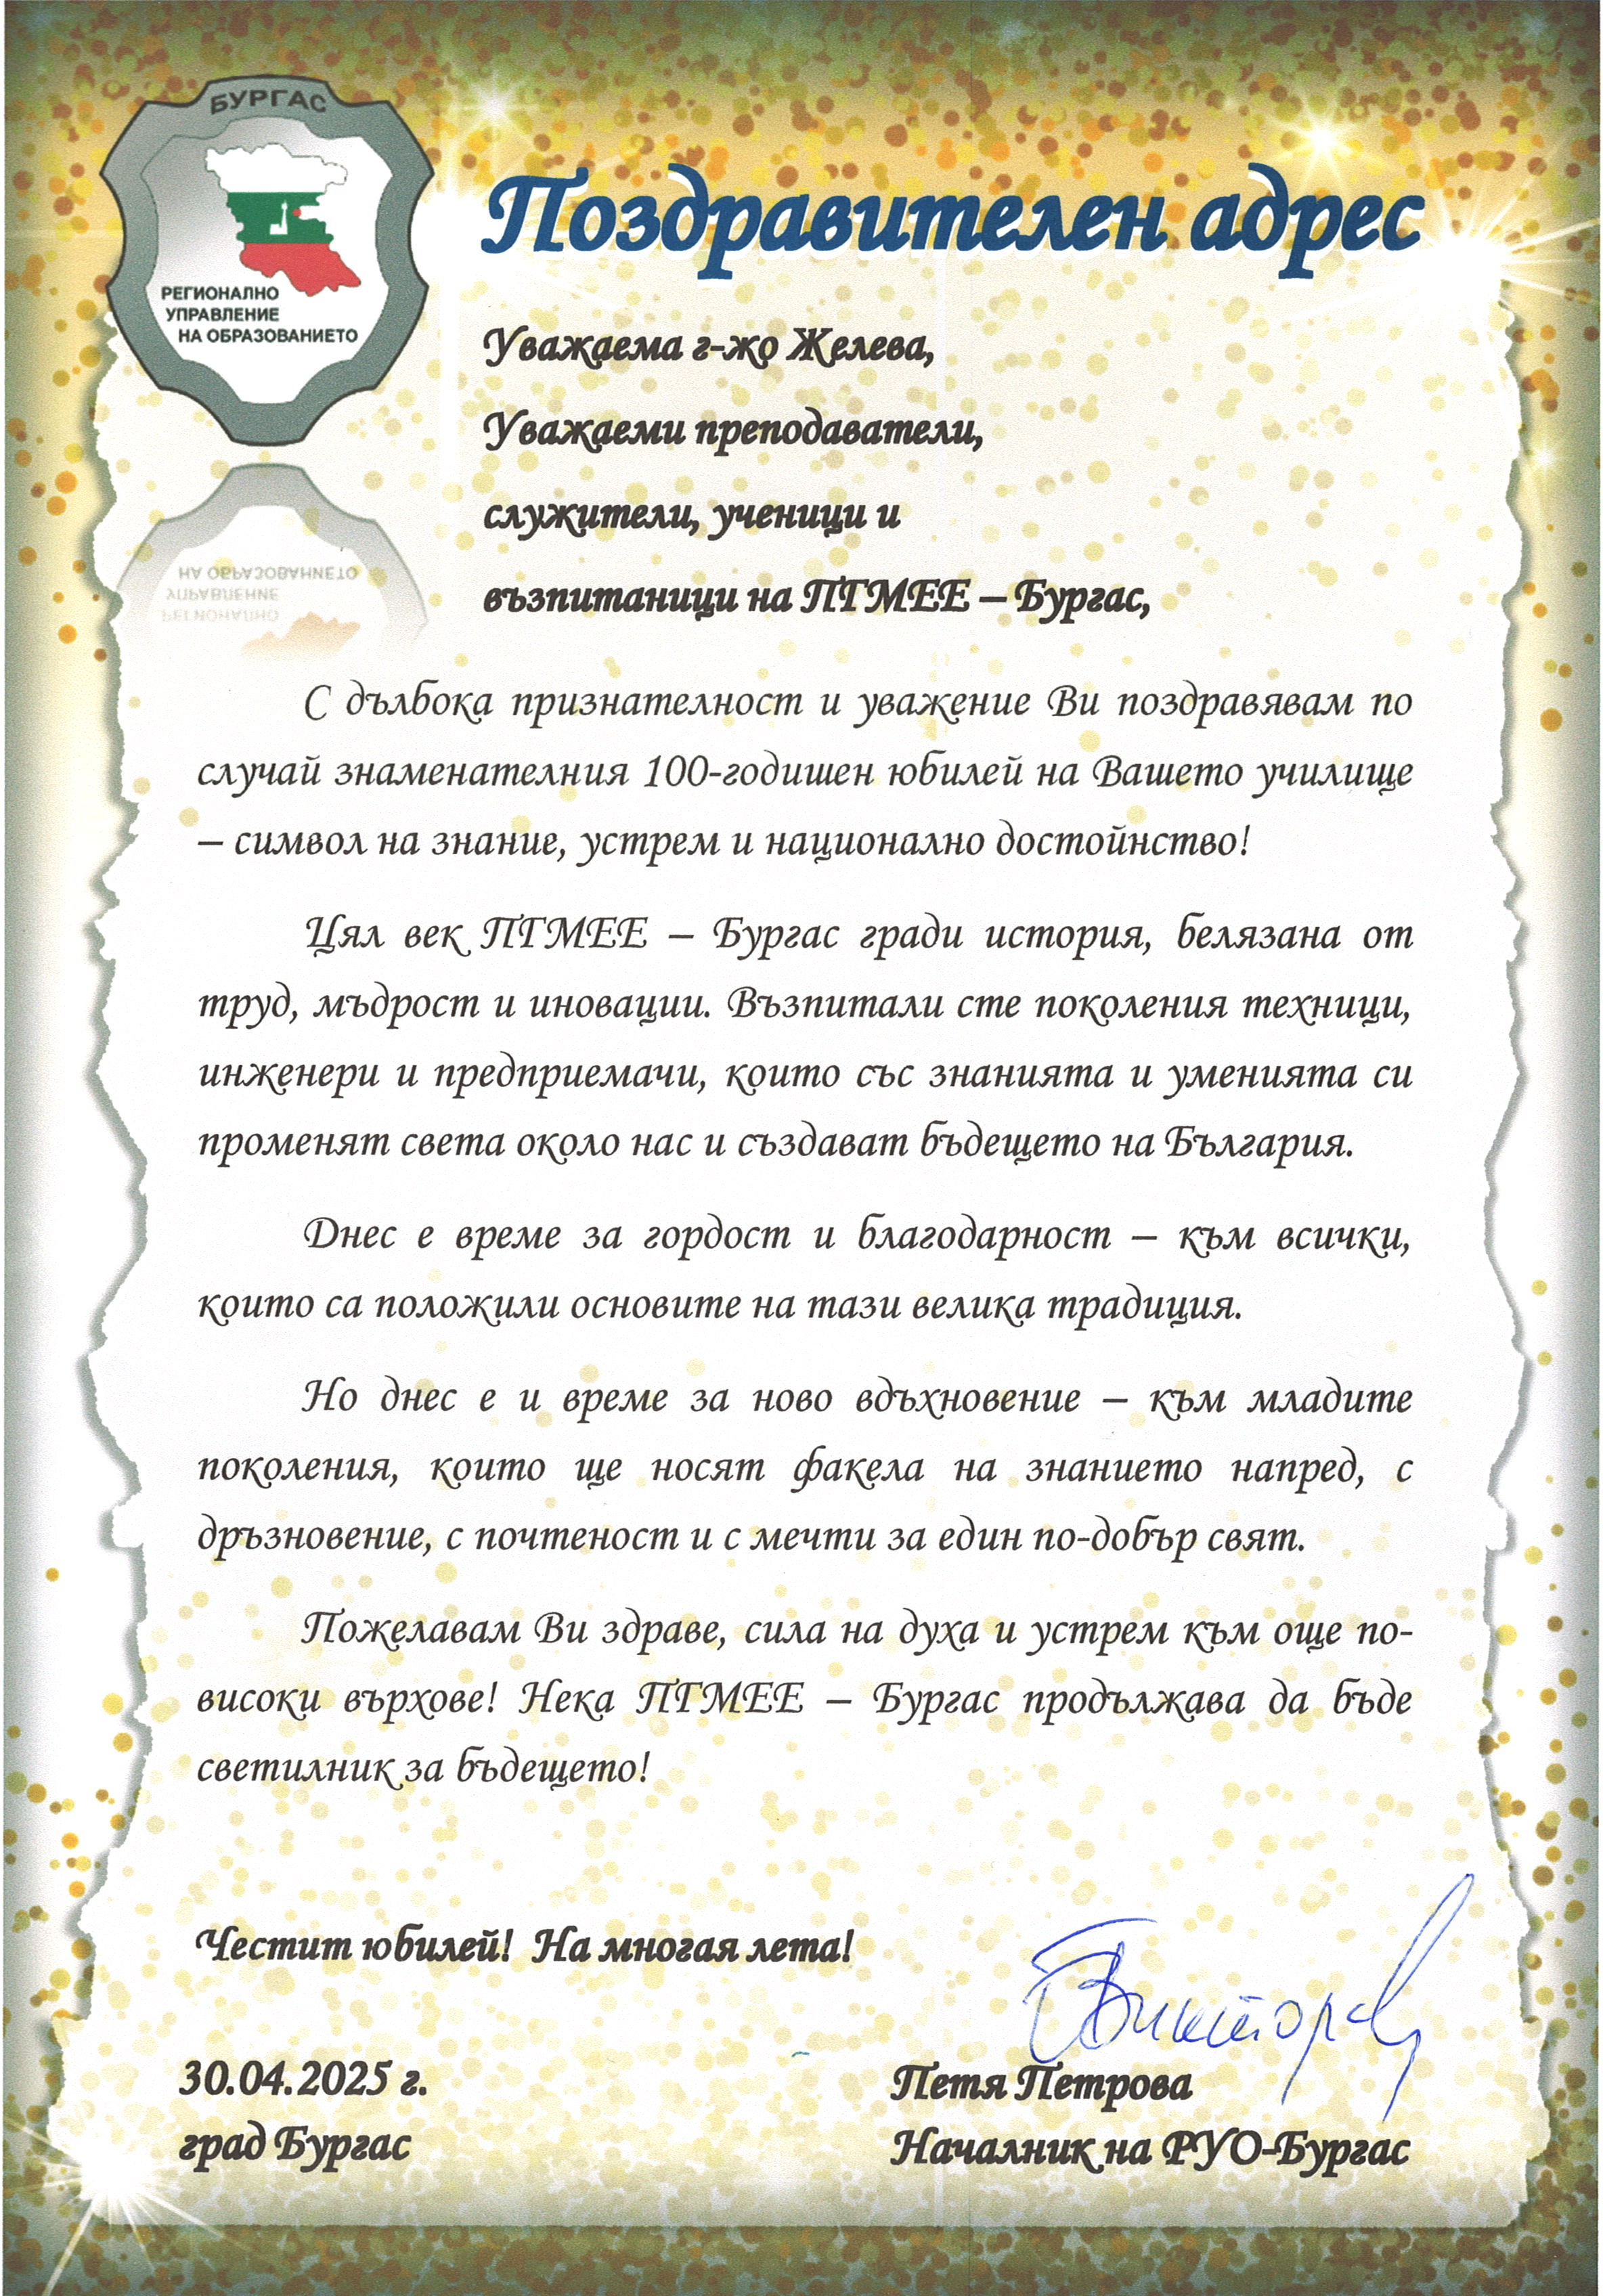 БУРГАС
РЕГИОНАЛНО
УПРАВЛЕНИЕ
НА ОБРАЗОВАНИЕТО
Поздравителен адрес
Уважаема г-жо Желева,
Уважаеми преподаватели,
служители, ученици и
възпитаници на ПГМЕЕ – Бургас,
С дълбока признателност и уважение Ви поздравявам по
случай знаменателния 100-годишен юбилей на Вашето училище
– символ на знание, устрем и национално достойнство!
Цял век ПГМЕЕ – Бургас гради история, белязана от
труд, мъдрост и иновации. Възпитали сте поколения техници,
инженери и предприемачи, които със знанията и уменията си
променят света около нас и създават бъдещето на България.
Днес е време за гордост и благодарност – към всички,
които са положили основите на тази велика традиция.
Но днес е и време за ново вдъхновение – към младите
поколения, които ще носят факела на знанието напред, с
дръзновение, с почтеност и с мечти за един по-добър свят.
Пожелавам Ви здраве, сила на духа и устрем към още по-
високи върхове! Нека ПГМЕЕ – Бургас продължава да бъде
светилник за бъдещето!
Честит юбилей! На многая лета!
30.04.2025 г.
град Бургас
Петя Петрова
Началник на РУО-Бургас